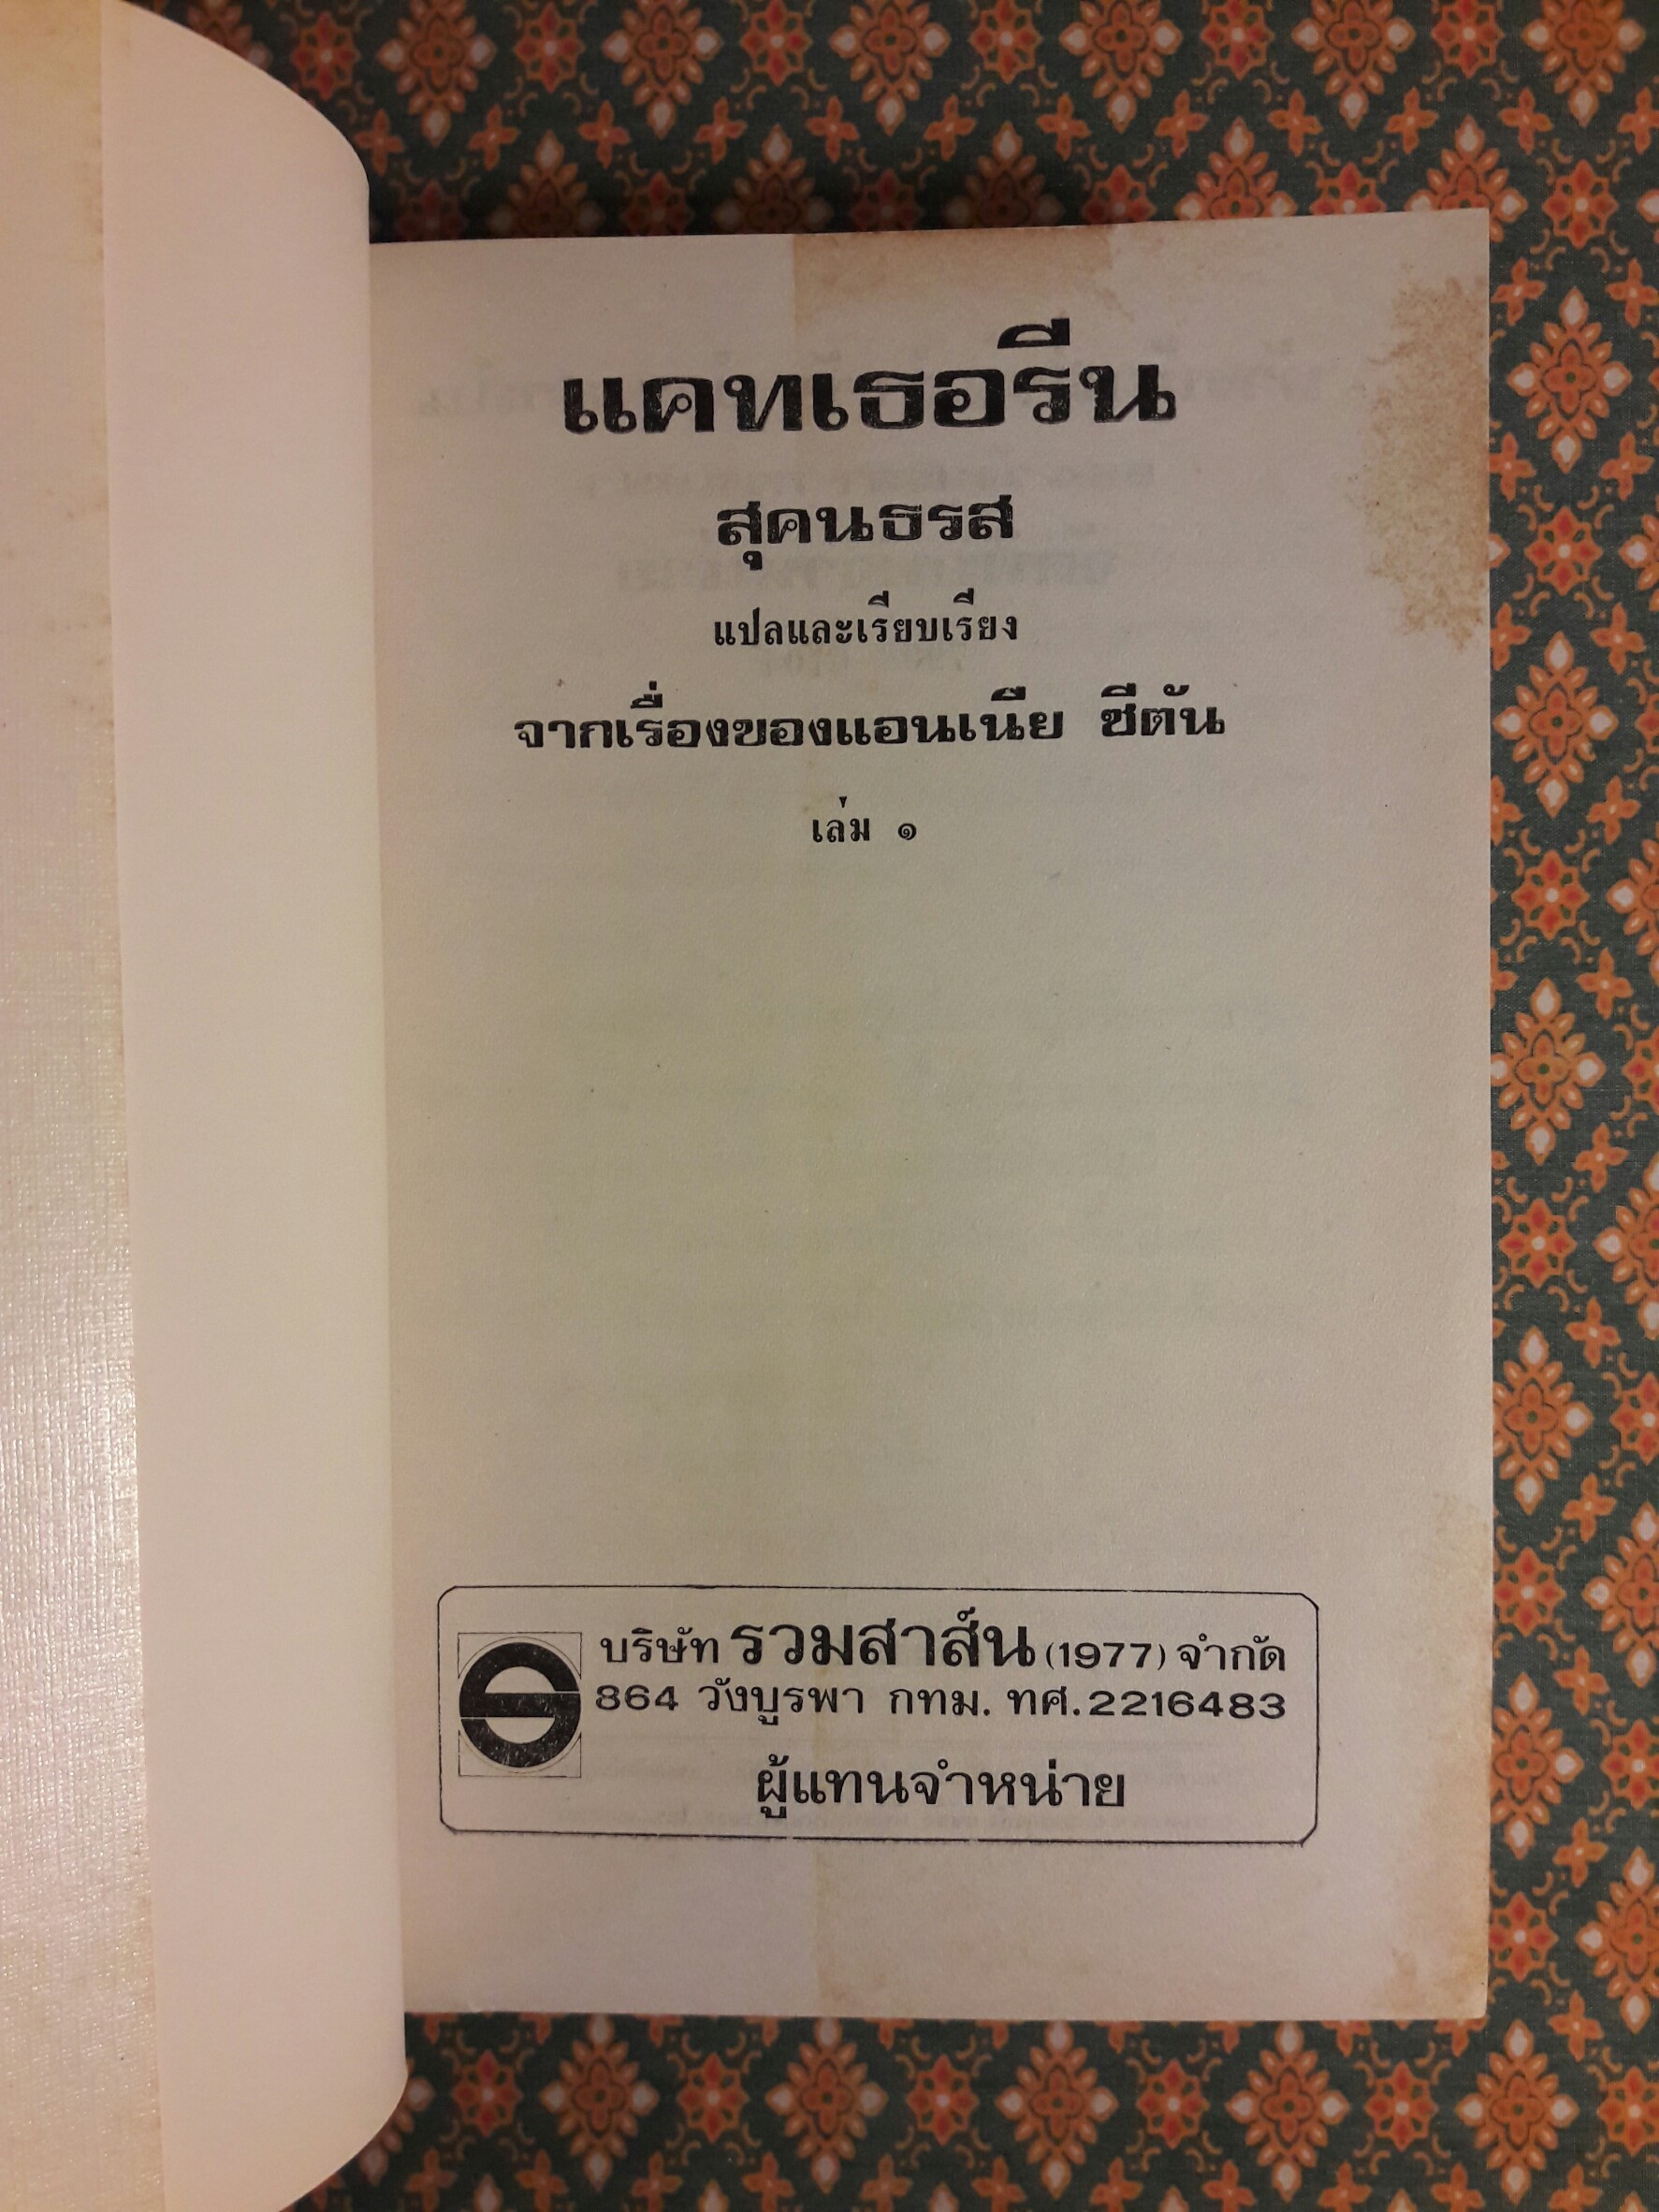 แคทเธอรีน
สุคนธรส
แปลและเรียบเรียง
จากเรื่องของแอนเนีย ซีตัน
เล่ม ๑
บริษัท รวมสาส์น (1977) จำกัด
864 วังบูรพา กทม. ทศ. 2216483
ผู้แทนจำหน่าย